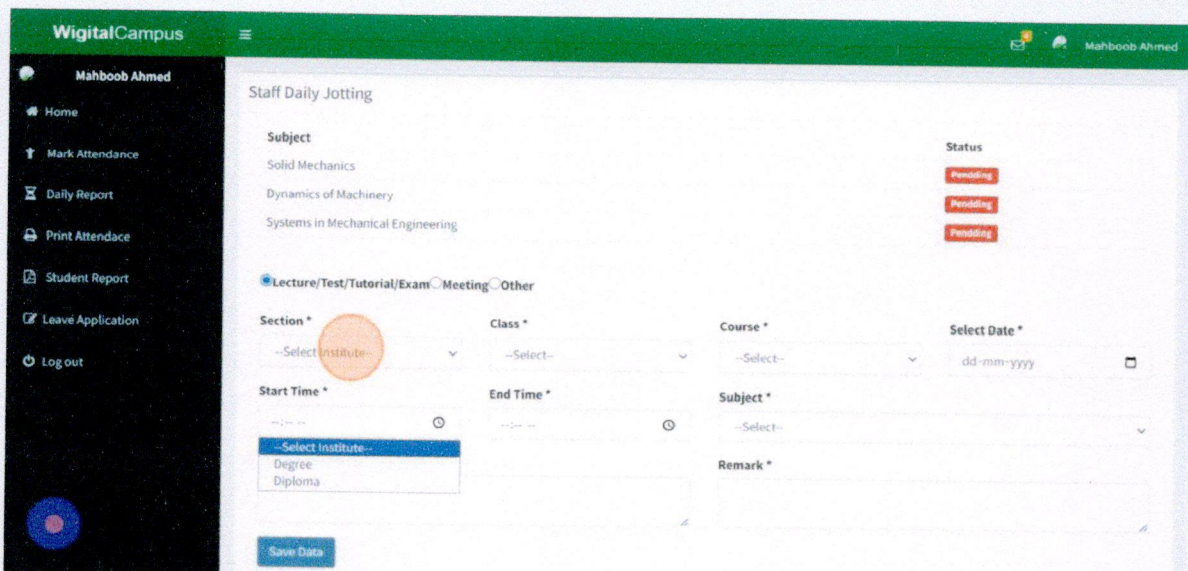 WigitalCampus
4
Mahboob Ahmed
Mahboob Ahmed
Home
Mark Attendance
Daily Report
Print Attendace
Student Report
Leave Application
Log out
Staff Daily Jotting
Subject Status
Solid Mechanics Pendding
Dynamics of Machinery Pendding
Systems in Mechanical Engineering Pendding
Lecture/Test/Tutorial/Exam Meeting Other
Section * Class * Course * Select Date *
--Select Institute-- --Select-- --Select-- dd-mm-yyyy
Start Time * End Time * Subject *
--:-- -- --:-- -- --Select--
--Select Institute--
Degree
Diploma
Remark *
Save Data